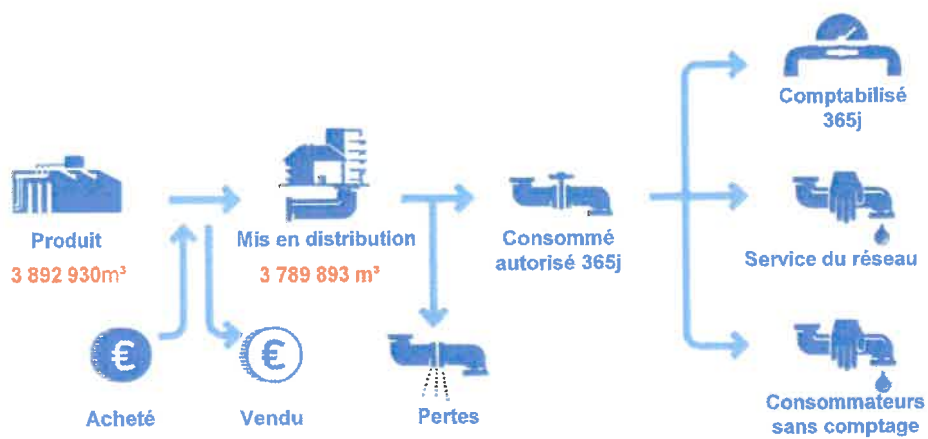 Comptabilisé
365j
Produit
3 892 930m³
Mis en distribution
3 789 893 m³
Consommé
autorisé 365j
Service du réseau
€
Acheté
€
Vendu
Pertes
Consommateurs
sans comptage